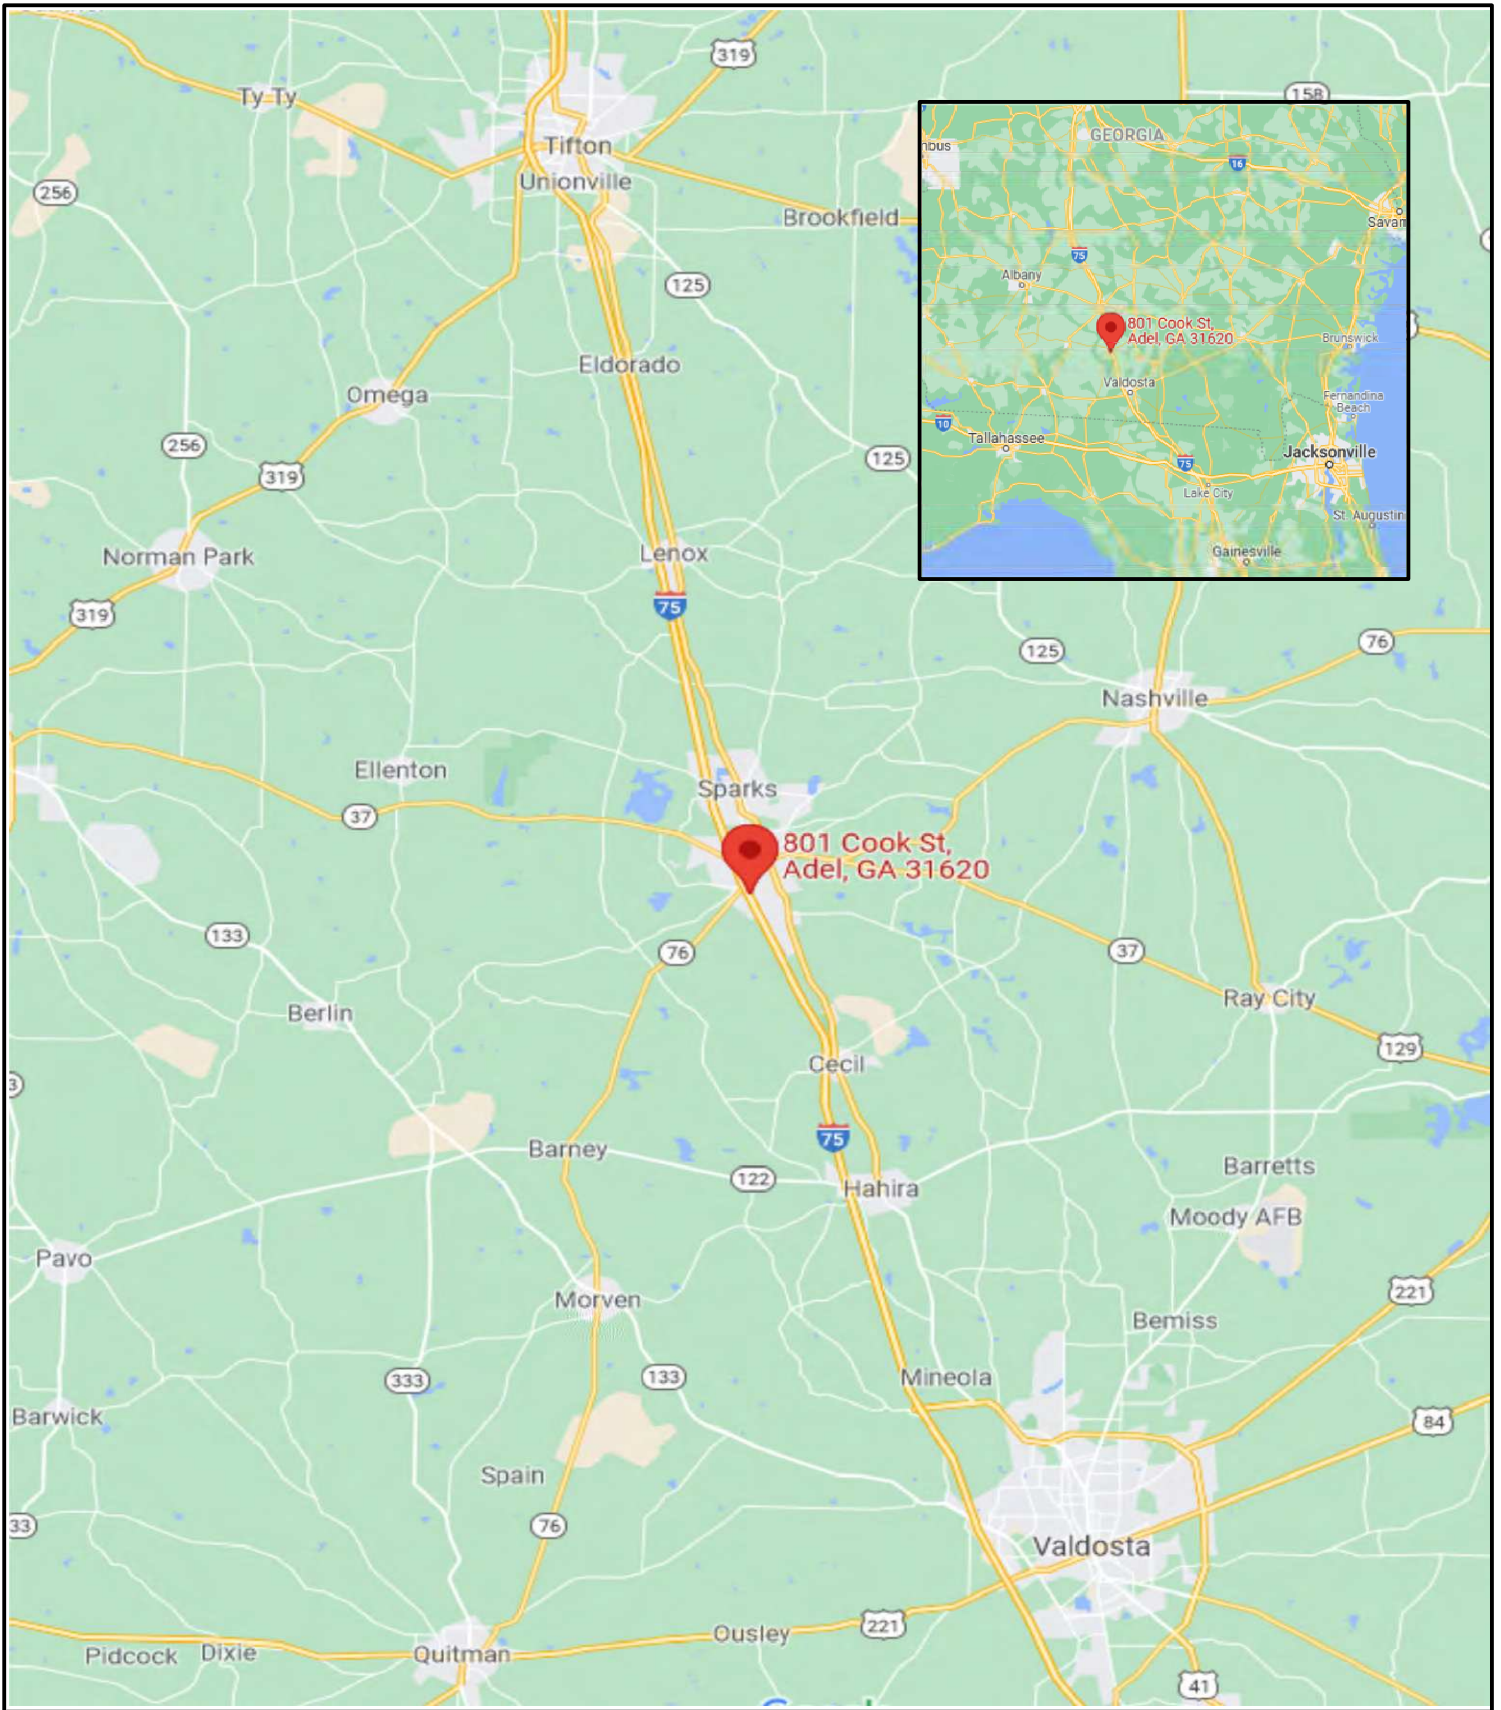 319
Ty Ty
158
Tifton
Unionville
256
Brookfield
125
Eldorado
Omega
256
125
319
Norman Park
Lenox
75
319
125
76
Nashville
Ellenton
Sparks
37
801 Cook St,
Adel, GA 31620
133
76
37
Berlin
Ray City
129
Cecil
75
Barney
122
Hahira
Barretts
Moody AFB
Pavo
Morven
221
Bemiss
333
133
Mineola
Barwick
84
Spain
33
76
Valdosta
221
Ousley
Pidcock
Dixie
Quitman
41
GEORGIA
16
nbus
Savan
75
Albany
801 Cook St,
Adel, GA 31620
Brunswick
Valdosta
Fernandina
Beach
10
Tallahassee
Jacksonville
75
Lake City
St. Augustin
Gainesville